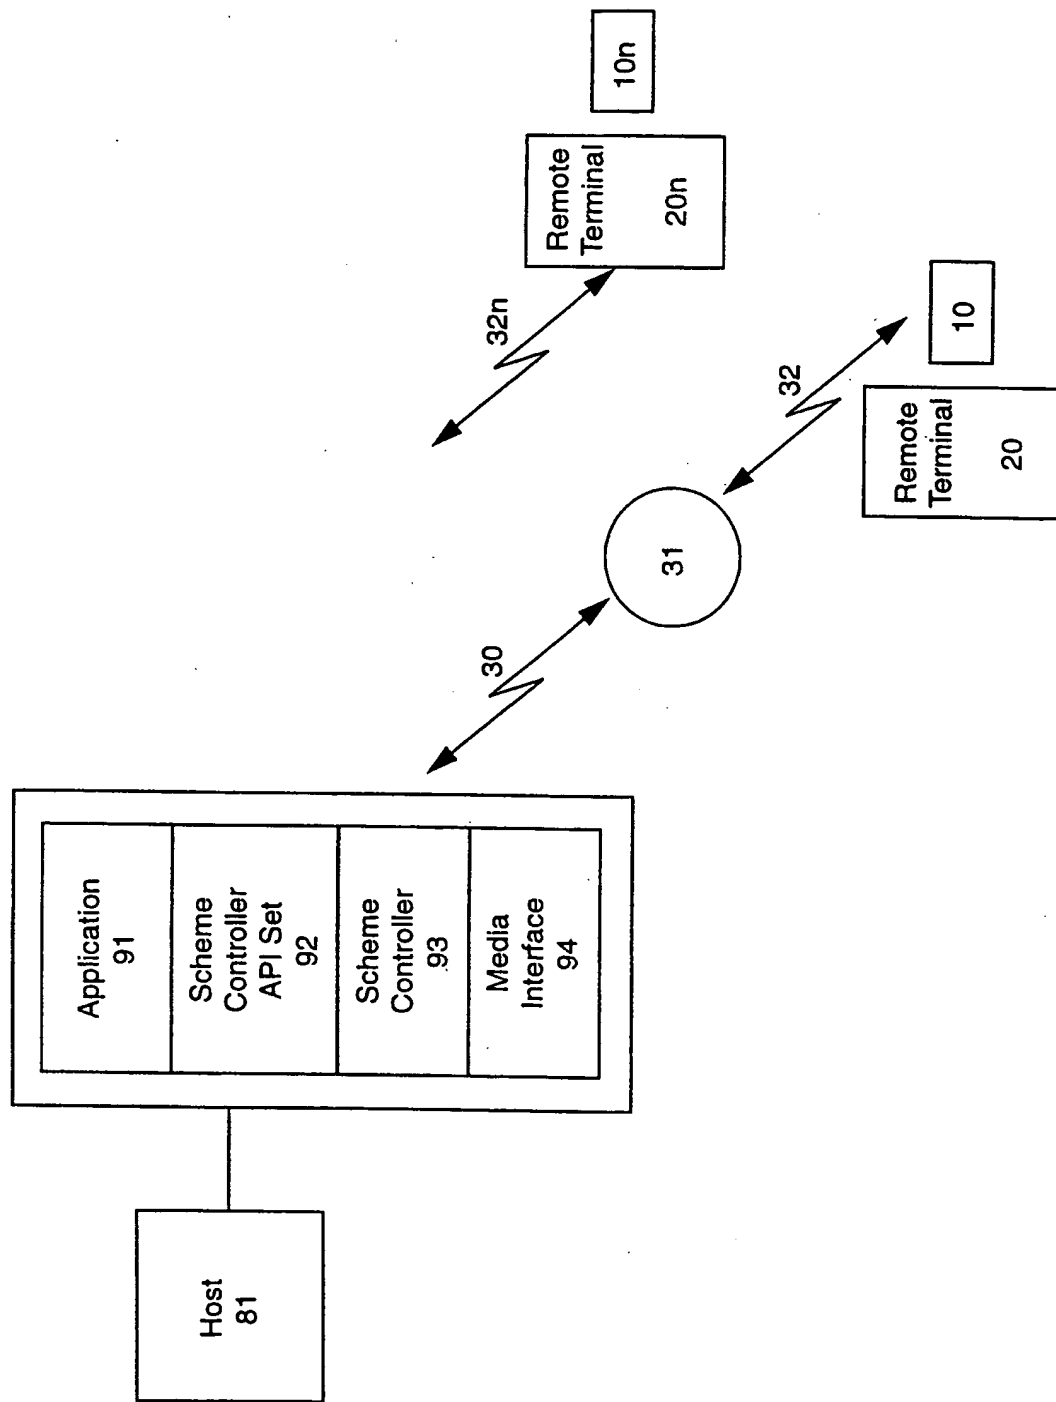 Host
81
Application
91
Scheme
Controller
API Set
92
Scheme
Controller
93
Media
Interface
94
30
31
32n
32
Remote
Terminal
20n
10n
Remote
Terminal
20
10